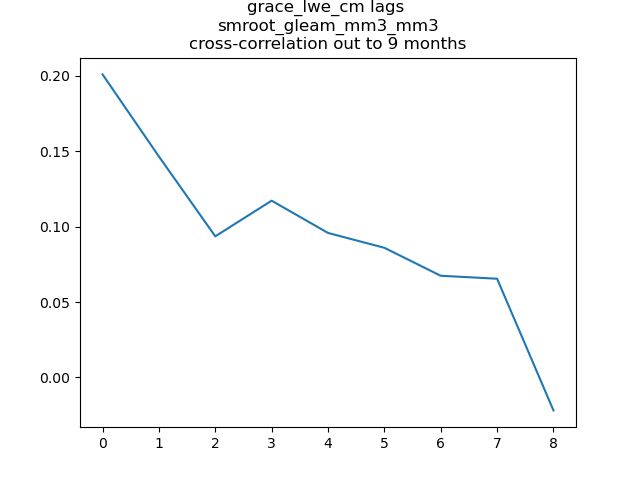 grace_lwe_cm lags
smroot_gleam_mm3_mm3
cross-correlation out to 9 months
0.20
0.15
0.10
0.05
0.00
0 1 2 3 4 5 6 7 8